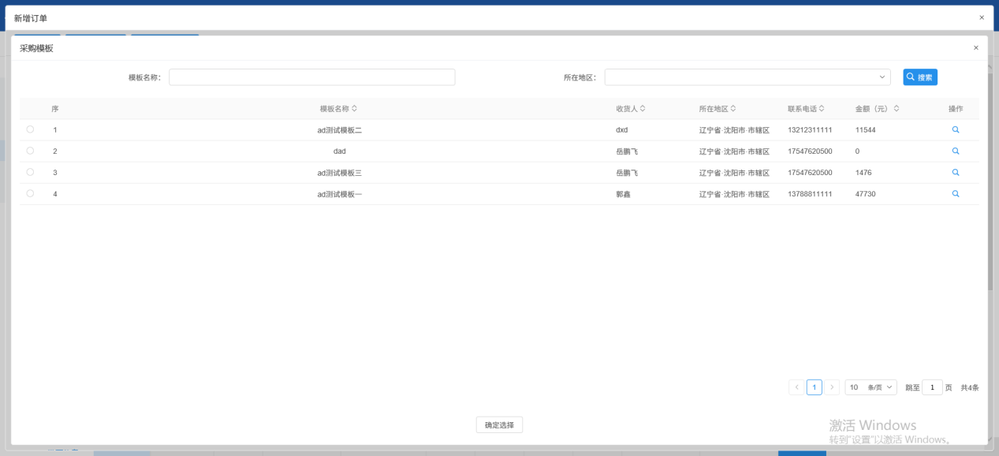 新增订单
采购模板
模板名称： 所在地区： 搜索
序 模板名称 收货人 所在地区 联系电话 金额（元） 操作
1 ad测试模板二 dxd 辽宁省·沈阳市·市辖区 13212311111 11544
2 dad 岳鹏飞 辽宁省·沈阳市·市辖区 17547620500 0
3 ad测试模板三 岳鹏飞 辽宁省·沈阳市·市辖区 17547620500 1476
4 ad测试模板一 郭鑫 辽宁省·沈阳市·市辖区 13788811111 47730
1 10 条/页 跳至 1 页 共4条
确定选择
激活 Windows
转到"设置"以激活 Windows。